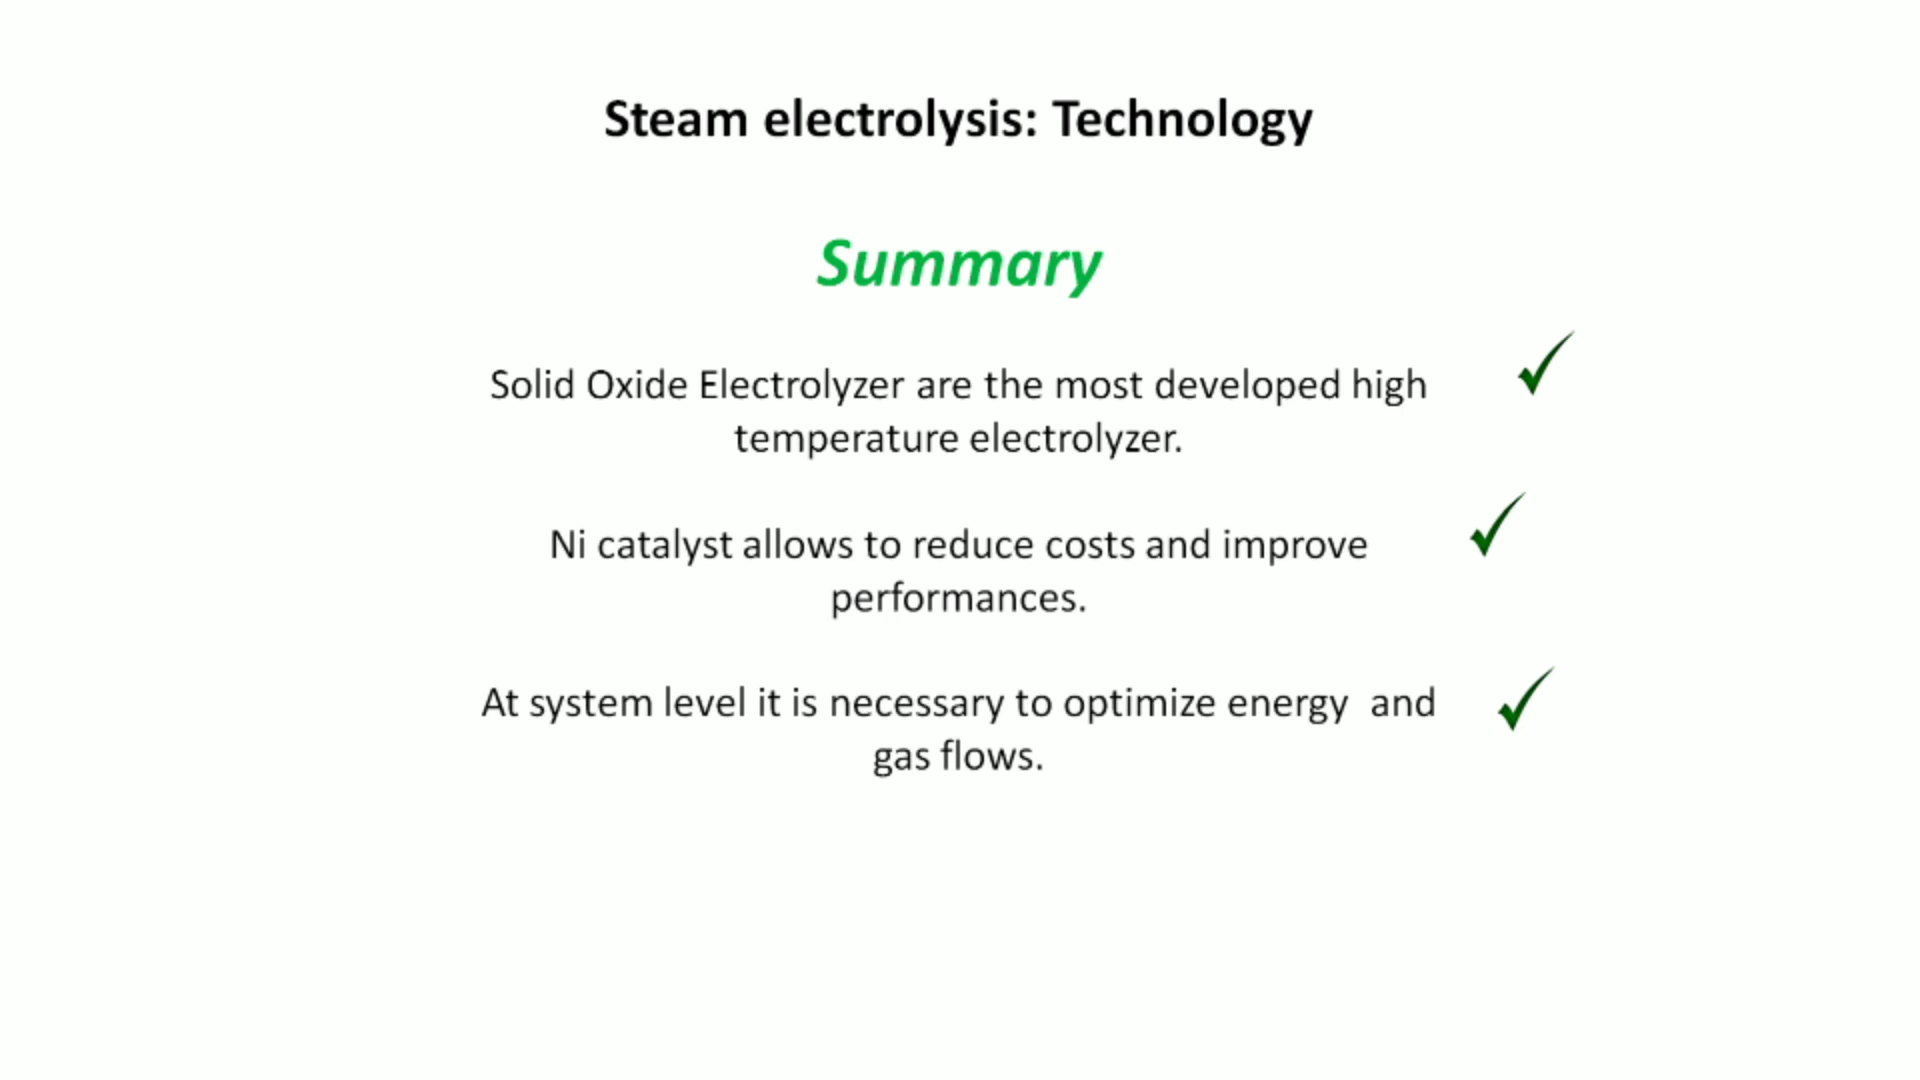 Steam electrolysis: Technology
Summary
Solid Oxide Electrolyzer are the most developed high
temperature electrolyzer.
Ni catalyst allows to reduce costs and improve
performances.
At system level it is necessary to optimize energy  and
gas flows.